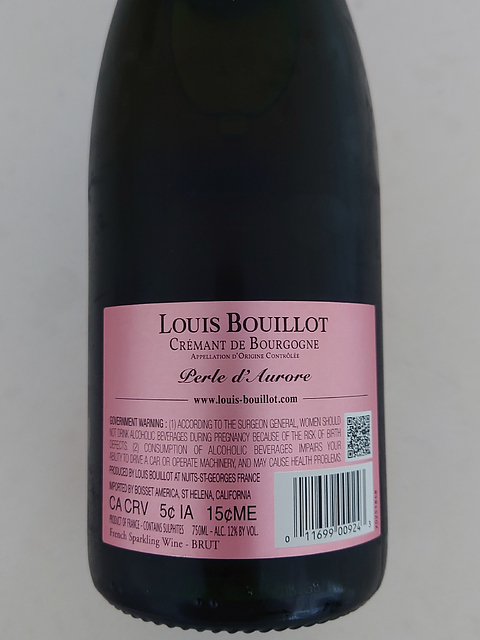 LOUIS BOUILLOT
CRÉMANT DE BOURGOGNE
APPELLATION D'ORIGINE CONTRÔLÉE
Perle d'Aurore
www.louis-bouillot.com
GOVERNMENT WARNING : (1) ACCORDING TO THE SURGEON GENERAL, WOMEN SHOULD
NOT DRINK ALCOHOLIC BEVERAGES DURING PREGNANCY BECAUSE OF THE RISK OF BIRTH
DEFECTS. (2) CONSUMPTION OF ALCOHOLIC BEVERAGES IMPAIRS YOUR
ABILITY TO DRIVE A CAR OR OPERATE MACHINERY, AND MAY CAUSE HEALTH PROBLEMS.
PRODUCED BY LOUIS BOUILLOT AT NUITS-ST-GEORGES FRANCE
IMPORTED BY BOISSET AMERICA, ST HELENA, CALIFORNIA
CA CRV 5¢ IA 15¢ME
PRODUCT OF FRANCE - CONTAINS SULPHITES 750ML - ALC. 12% BY VOL.
French Sparkling Wine - BRUT
0 11699 00924